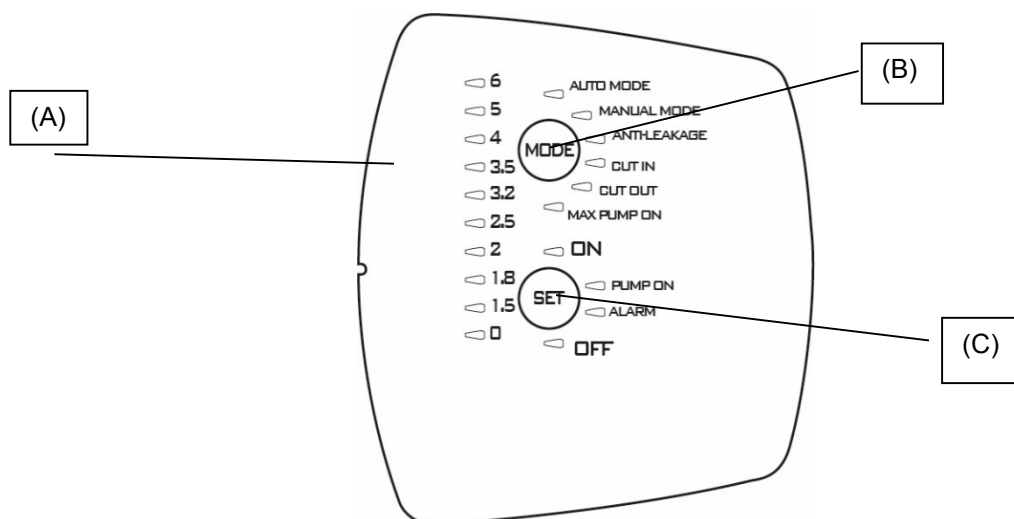 (A)
(B)
(C)
6
5
4
3.5
3.2
2.5
2
1.8
1.5
0
AUTO MODE
MANUAL MODE
ANTI-LEAKAGE
MODE
CUT IN
CUT OUT
MAX PUMP ON
ON
PUMP ON
SET
ALARM
OFF